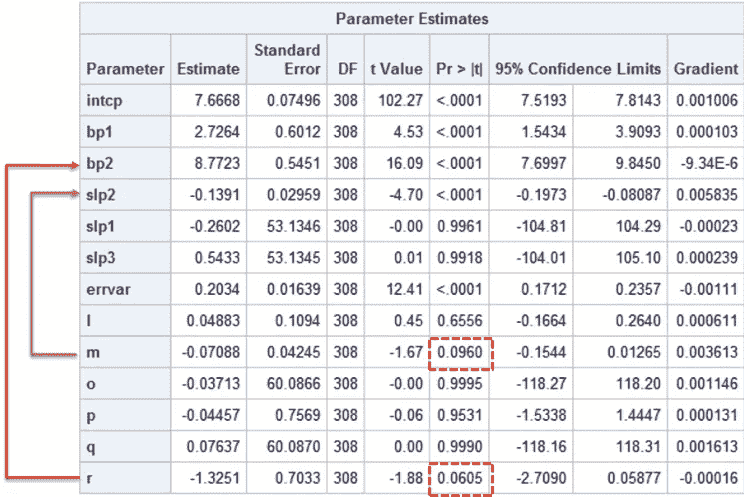 Parameter Estimates
Parameter Estimate Standard Error DF t Value Pr > |t| 95% Confidence Limits Gradient
intcp 7.6668 0.07496 308 102.27 <.0001 7.5193 7.8143 0.001006
bp1 2.7264 0.6012 308 4.53 <.0001 1.5434 3.9093 0.000103
bp2 8.7723 0.5451 308 16.09 <.0001 7.6997 9.8450 -9.34E-6
slp2 -0.1391 0.02959 308 -4.70 <.0001 -0.1973 -0.08087 0.005835
slp1 -0.2602 53.1346 308 -0.00 0.9961 -104.81 104.29 -0.00023
slp3 0.5433 53.1345 308 0.01 0.9918 -104.01 105.10 0.000239
errvar 0.2034 0.01639 308 12.41 <.0001 0.1712 0.2357 -0.00111
l 0.04883 0.1094 308 0.45 0.6556 -0.1664 0.2640 0.000611
m -0.07088 0.04245 308 -1.67 0.0960 -0.1544 0.01265 0.003613
o -0.03713 60.0866 308 -0.00 0.9995 -118.27 118.20 0.001146
p -0.04457 0.7569 308 -0.06 0.9531 -1.5338 1.4447 0.000131
q 0.07637 60.0870 308 0.00 0.9990 -118.16 118.31 0.001613
r -1.3251 0.7033 308 -1.88 0.0605 -2.7090 0.05877 -0.00016